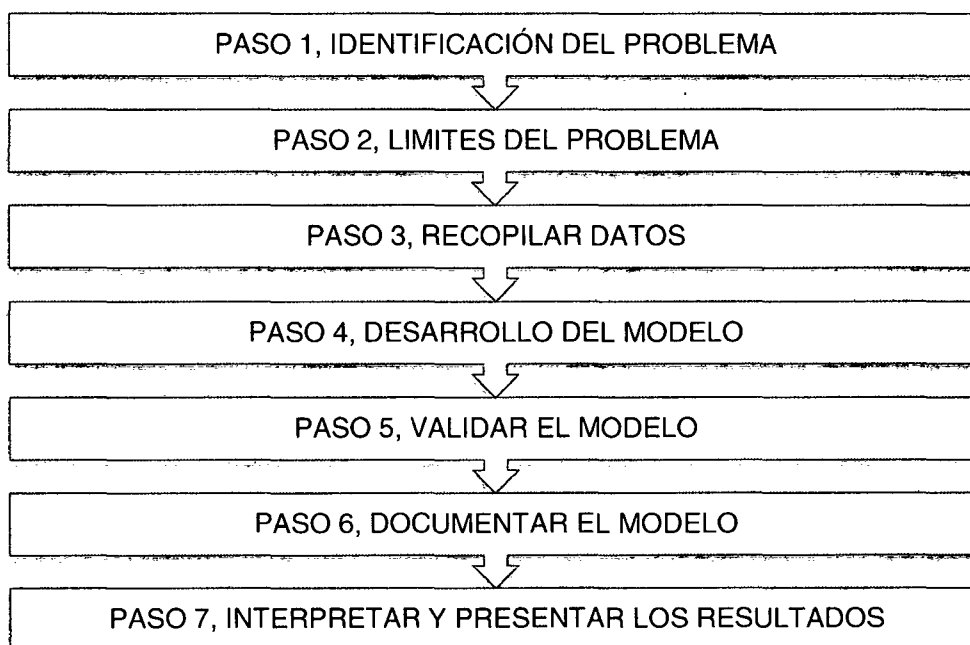 PASO 1, IDENTIFICACIÓN DEL PROBLEMA
PASO 2, LIMITES DEL PROBLEMA
PASO 3, RECOPILAR DATOS
PASO 4, DESARROLLO DEL MODELO
PASO 5, VALIDAR EL MODELO
PASO 6, DOCUMENTAR EL MODELO
PASO 7, INTERPRETAR Y PRESENTAR LOS RESULTADOS